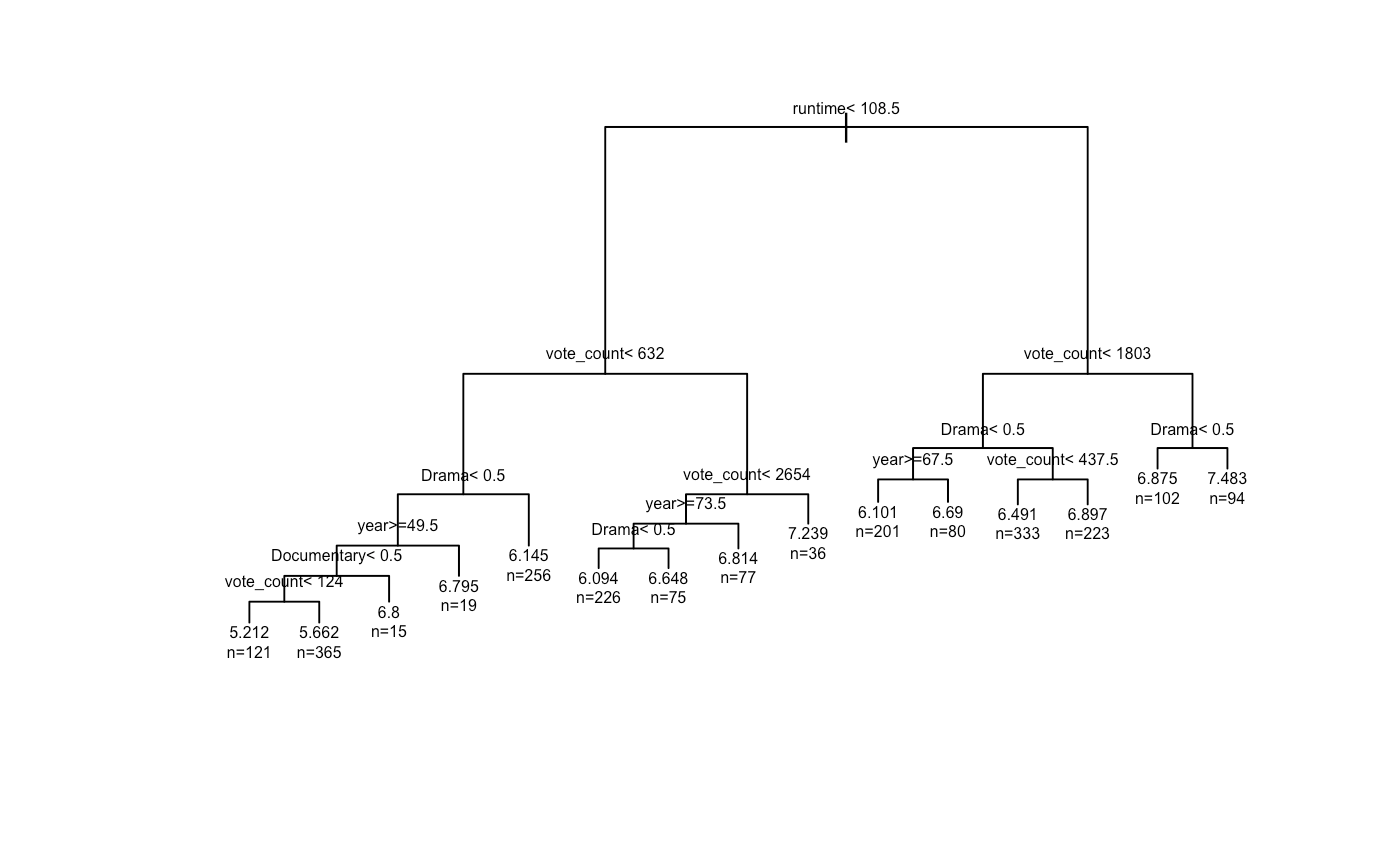 runtime< 108.5
vote_count< 632
vote_count< 1803
Drama< 0.5
Drama< 0.5
year>=67.5
vote_count< 437.5
Drama< 0.5
vote_count< 2654
6.875
n=102
7.483
n=94
year>=73.5
6.101
n=201
6.69
n=80
6.491
n=333
6.897
n=223
year>=49.5
Drama< 0.5
7.239
n=36
Documentary< 0.5
6.145
n=256
6.814
n=77
vote_count< 124
6.094
n=226
6.648
n=75
6.795
n=19
6.8
n=15
5.212
n=121
5.662
n=365